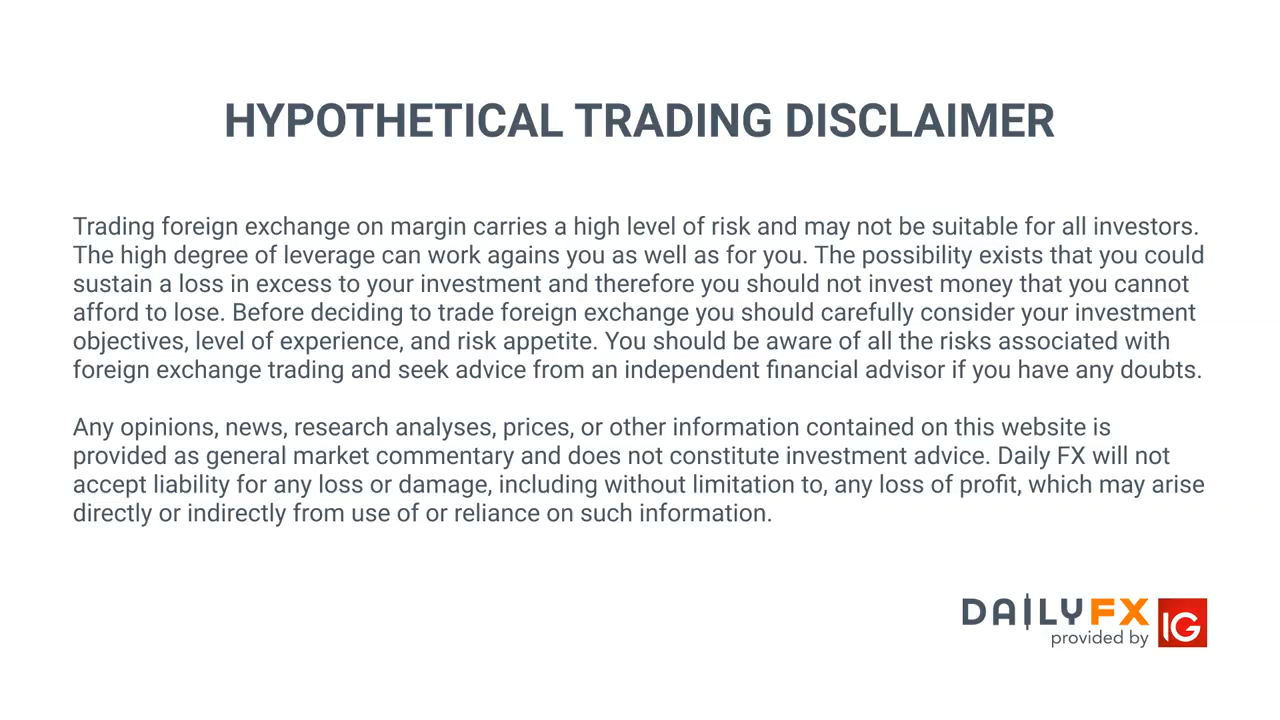 HYPOTHETICAL TRADING DISCLAIMER
Trading foreign exchange on margin carries a high level of risk and may not be suitable for all investors.
The high degree of leverage can work agains you as well as for you. The possibility exists that you could
sustain a loss in excess to your investment and therefore you should not invest money that you cannot
afford to lose. Before deciding to trade foreign exchange you should carefully consider your investment
objectives, level of experience, and risk appetite. You should be aware of all the risks associated with
foreign exchange trading and seek advice from an independent financial advisor if you have any doubts.
Any opinions, news, research analyses, prices, or other information contained on this website is
provided as general market commentary and does not constitute investment advice. Daily FX will not
accept liability for any loss or damage, including without limitation to, any loss of profit, which may arise
directly or indirectly from use of or reliance on such information.
DAILYFX
provided by IG